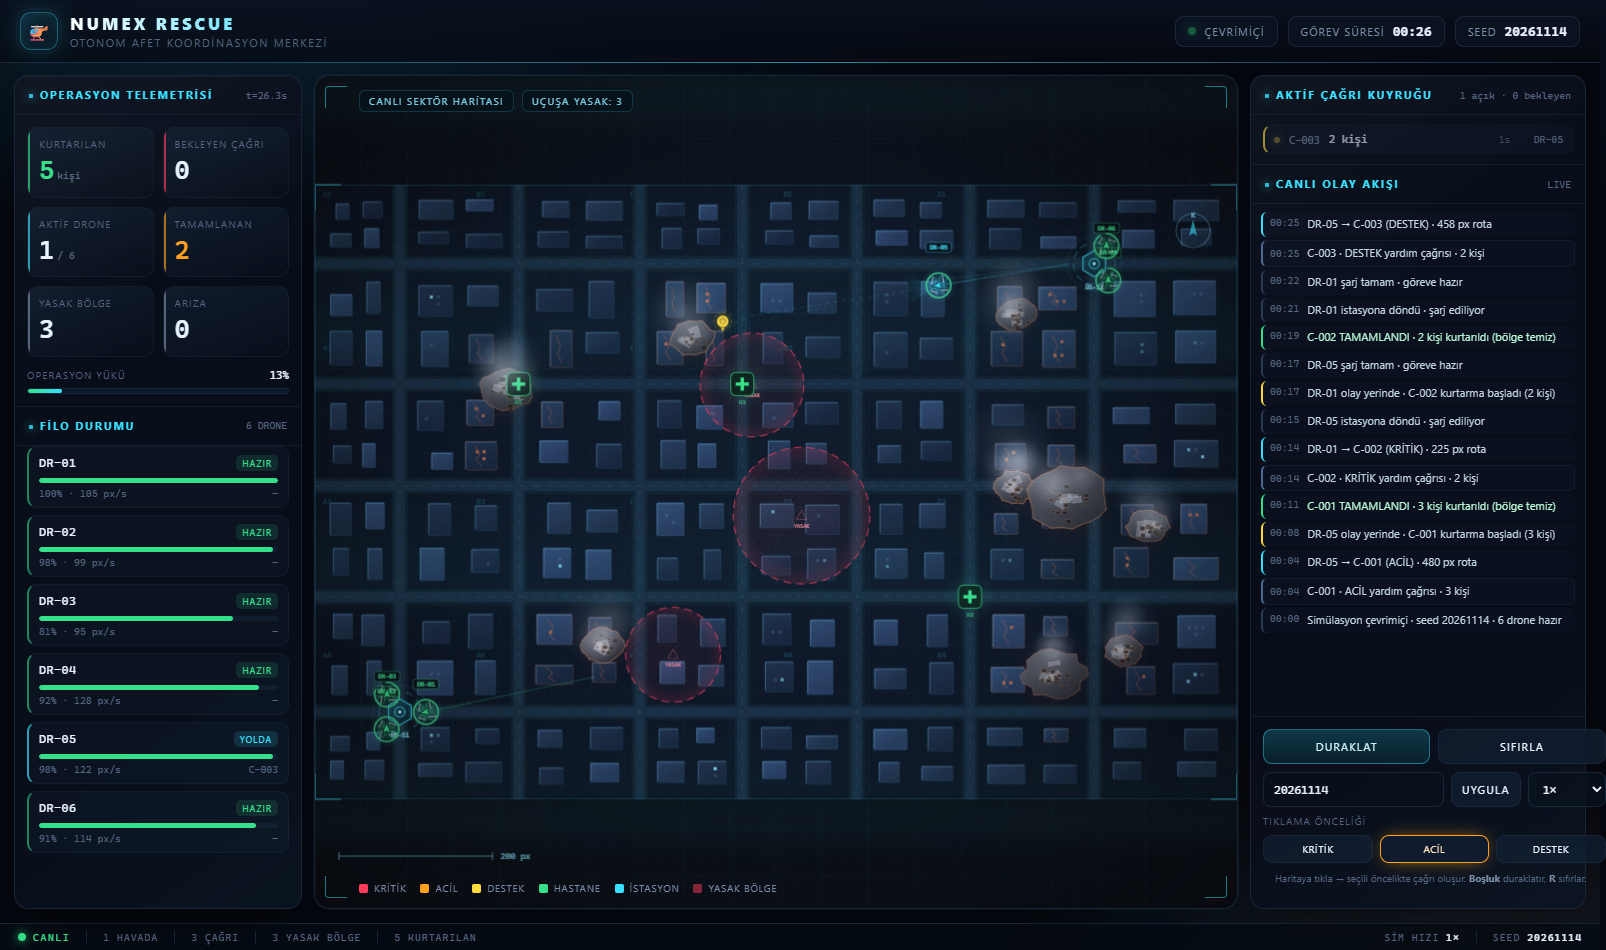 NUMEX RESCUE
OTONOM AFET KOORDİNASYON MERKEZİ
ÇEVRİMİÇİ
GÖREV SÜRESİ 00:26
SEED 20261114
OPERASYON TELEMETRİSİ t=26.3s
KURTARILAN
5 kişi
BEKLEYEN ÇAĞRI
0
AKTİF DRONE
1 / 6
TAMAMLANAN
2
YASAK BÖLGE
3
ARIZA
0
OPERASYON YÜKÜ 13%
FİLO DURUMU 6 DRONE
DR-01 HAZIR
100% · 105 px/s —
DR-02 HAZIR
98% · 99 px/s —
DR-03 HAZIR
81% · 95 px/s —
DR-04 HAZIR
92% · 128 px/s —
DR-05 YOLDA
98% · 122 px/s C-003
DR-06 HAZIR
91% · 114 px/s —
CANLI SEKTÖR HARİTASI
UÇUŞA YASAK: 3
K
DR-06
DR-05
YASAK
YASAK
DR-03
DR-01
200 px
KRİTİK
ACİL
DESTEK
HASTANE
İSTASYON
YASAK BÖLGE
AKTİF ÇAĞRI KUYRUĞU 1 açık · 0 bekleyen
C-003 2 kişi 1s DR-05
CANLI OLAY AKIŞI LIVE
00:25 DR-05 → C-003 (DESTEK) · 458 px rota
00:25 C-003 · DESTEK yardım çağrısı · 2 kişi
00:22 DR-01 şarj tamam · göreve hazır
00:21 DR-01 istasyona döndü · şarj ediliyor
00:19 C-002 TAMAMLANDI · 2 kişi kurtarıldı (bölge temiz)
00:17 DR-05 şarj tamam · göreve hazır
00:17 DR-01 olay yerinde · C-002 kurtarma başladı (2 kişi)
00:15 DR-05 istasyona döndü · şarj ediliyor
00:14 DR-01 → C-002 (KRİTİK) · 225 px rota
00:14 C-002 · KRİTİK yardım çağrısı · 2 kişi
00:11 C-001 TAMAMLANDI · 3 kişi kurtarıldı (bölge temiz)
00:08 DR-05 olay yerinde · C-001 kurtarma başladı (3 kişi)
00:04 DR-05 → C-001 (ACİL) · 480 px rota
00:04 C-001 · ACİL yardım çağrısı · 3 kişi
00:00 Simülasyon çevrimiçi · seed 20261114 · 6 drone hazır
DURAKLAT
SIFIRLA
20261114
UYGULA
1×
TIKLAMA ÖNCELİĞİ
KRİTİK
ACİL
DESTEK
Haritaya tıkla → seçili öncelikte çağrı oluşur. Boşluk duraklatır, R sıfırlar.
CANLI
1 HAVADA
3 ÇAĞRI
3 YASAK BÖLGE
5 KURTARILAN
SİM HIZI 1×
SEED 20261114